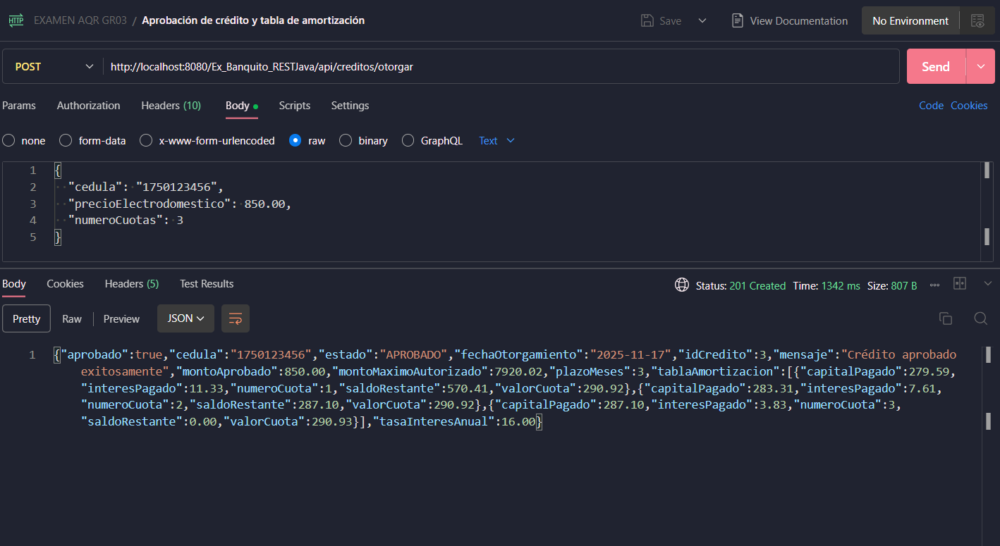 HTTP EXAMEN AQR GR03 / Aprobación de crédito y tabla de amortización Save View Documentation No Environment
POST http://localhost:8080/Ex_Banquito_RESTJava/api/creditos/otorgar Send
Params Authorization Headers (10) Body Scripts Settings Code Cookies
none form-data x-www-form-urlencoded raw binary GraphQL Text
1 {
2 "cedula": "1750123456",
3 "precioElectrodomestico": 850.00,
4 "numeroCuotas": 3
5 }
Body Cookies Headers (5) Test Results Status: 201 Created Time: 1342 ms Size: 807 B
Pretty Raw Preview JSON
1 {"aprobado":true,"cedula":"1750123456","estado":"APROBADO","fechaOtorgamiento":"2025-11-17","idCredito":3,"mensaje":"Crédito aprobado
exitosamente","montoAprobado":850.00,"montoMaximoAutorizado":7920.02,"plazoMeses":3,"tablaAmortizacion":[{"capitalPagado":279.59,
"interesPagado":11.33,"numeroCuota":1,"saldoRestante":570.41,"valorCuota":290.92},{"capitalPagado":283.31,"interesPagado":7.61,
"numeroCuota":2,"saldoRestante":287.10,"valorCuota":290.92},{"capitalPagado":287.10,"interesPagado":3.83,"numeroCuota":3,
"saldoRestante":0.00,"valorCuota":290.93}],"tasaInteresAnual":16.00}